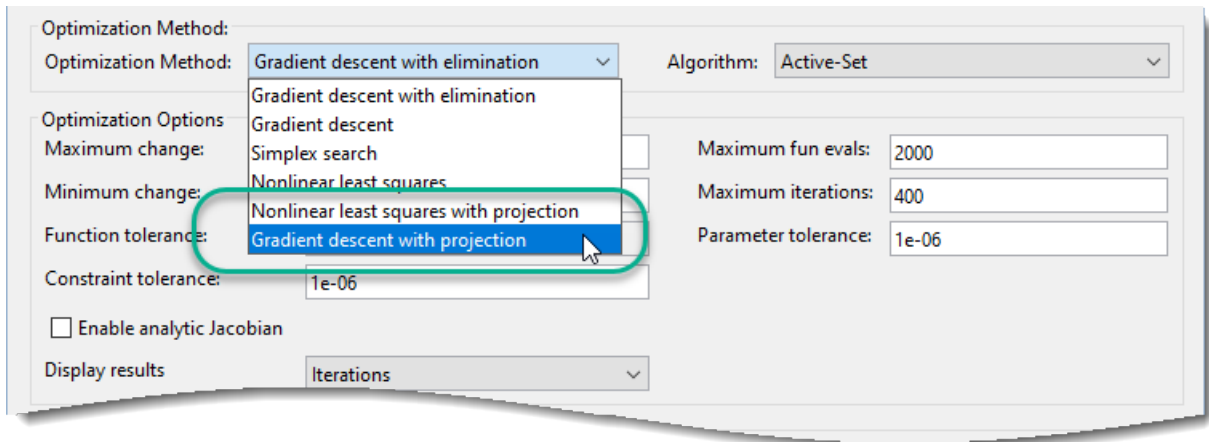 Optimization Method:
Optimization Method: Gradient descent with elimination Algorithm: Active-Set
Gradient descent with elimination
Optimization Options
Gradient descent
Maximum change: Simplex search Maximum fun evals: 2000
Nonlinear least squares
Minimum change: Maximum iterations: 400
Nonlinear least squares with projection
Function tolerance: Gradient descent with projection Parameter tolerance: 1e-06
Constraint tolerance: 1e-06
Enable analytic Jacobian
Display results Iterations